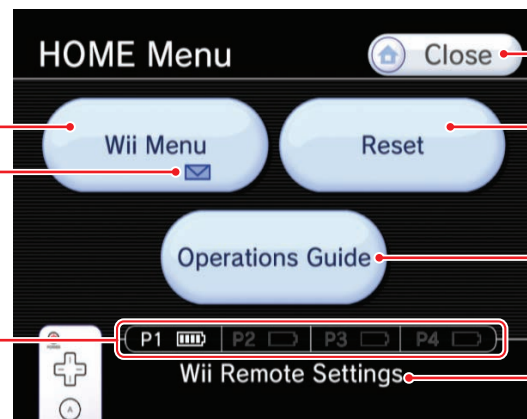 HOME Menu
Close
Wii Menu
Reset
Operations Guide
P1 P2 P3 P4
Wii Remote Settings
A